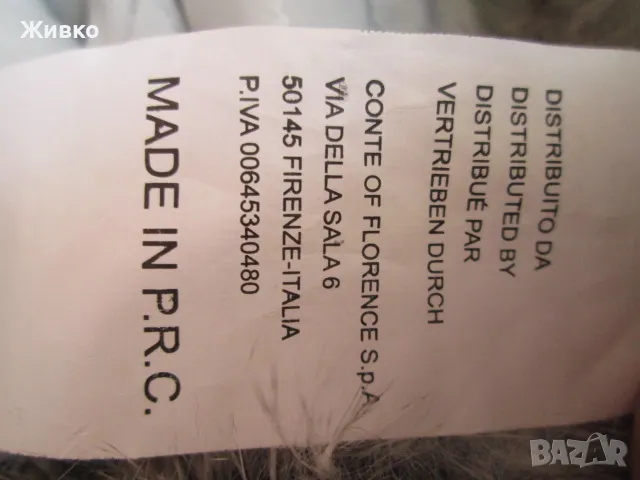 Живко
DISTRIBUITO DA
DISTRIBUTED BY
DISTRIBUÉ PAR
VERTRIEBEN DURCH
CONTE OF FLORENCE S.p.A
VIA DELLA SALA 6
50145 FIRENZE-ITALIA
P.IVA 00645340480
MADE IN P.R.C.
BAZAR